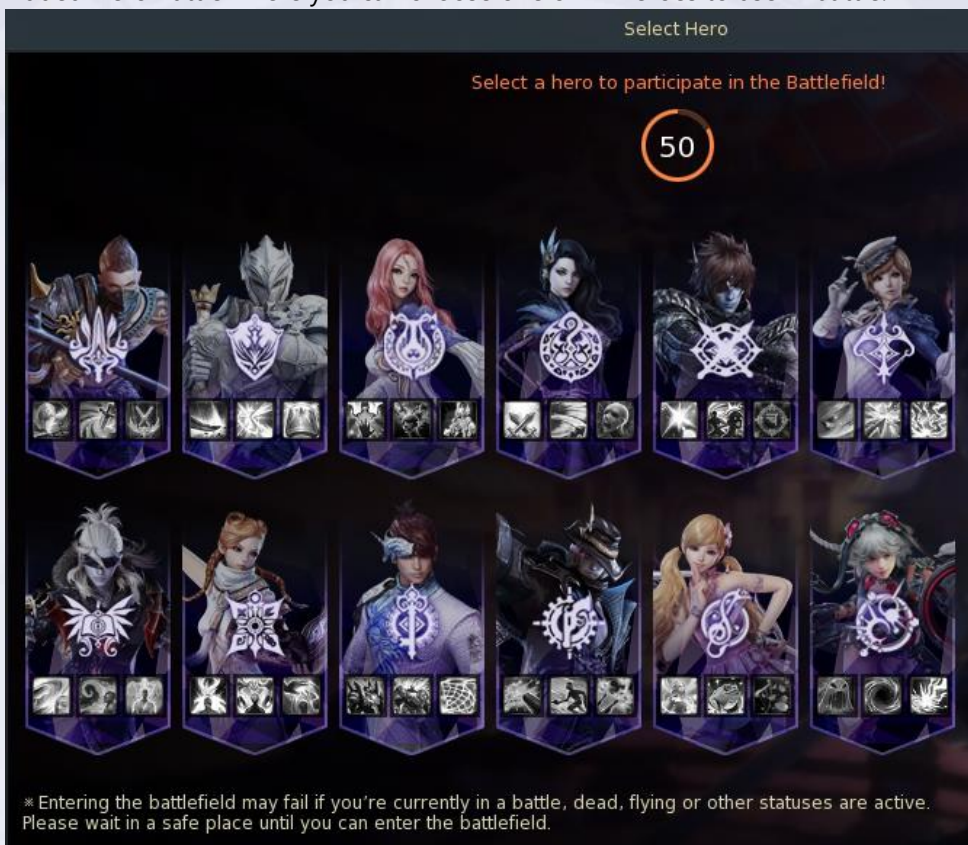 Select Hero
Select a hero to participate in the Battlefield!
50
※ Entering the battlefield may fail if you're currently in a battle, dead, flying or other statuses are active.
Please wait in a safe place until you can enter the battlefield.